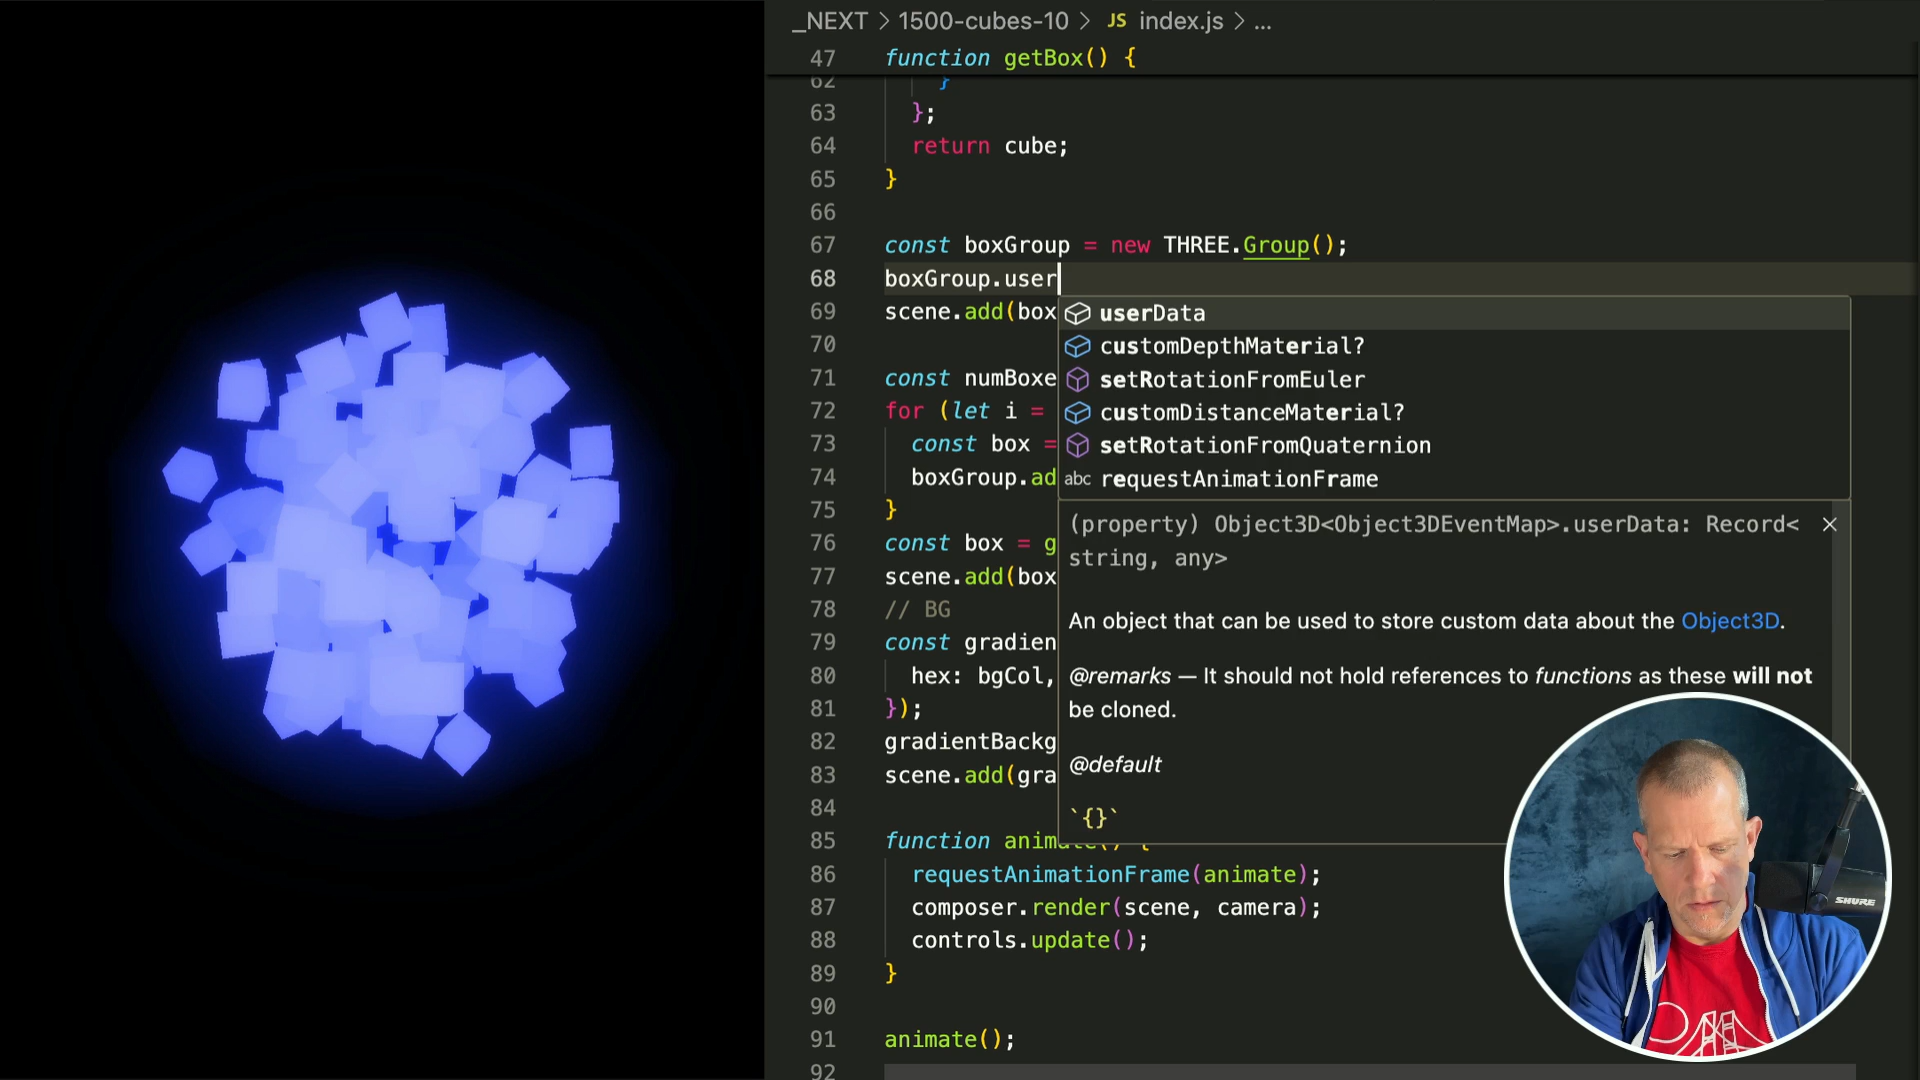 _NEXT > 1500-cubes-10 > JS index.js > ...
47 function getBox() {
62 }
63 };
64 return cube;
65 }
66
67 const boxGroup = new THREE.Group();
68 boxGroup.user
69 scene.add(box
userData
customDepthMaterial?
setRotationFromEuler
customDistanceMaterial?
setRotationFromQuaternion
abc requestAnimationFrame
(property) Object3D<Object3DEventMap>.userData: Record<
string, any>
An object that can be used to store custom data about the Object3D.
@remarks — It should not hold references to functions as these will not
be cloned.
@default
`{}`
70
71 const numBoxe
72 for (let i =
73 const box =
74 boxGroup.ad
75 }
76 const box = g
77 scene.add(box
78 // BG
79 const gradien
80 hex: bgCol,
81 });
82 gradientBackg
83 scene.add(gra
84
85 function animate() {
86 requestAnimationFrame(animate);
87 composer.render(scene, camera);
88 controls.update();
89 }
90
91 animate();
92
SHURE